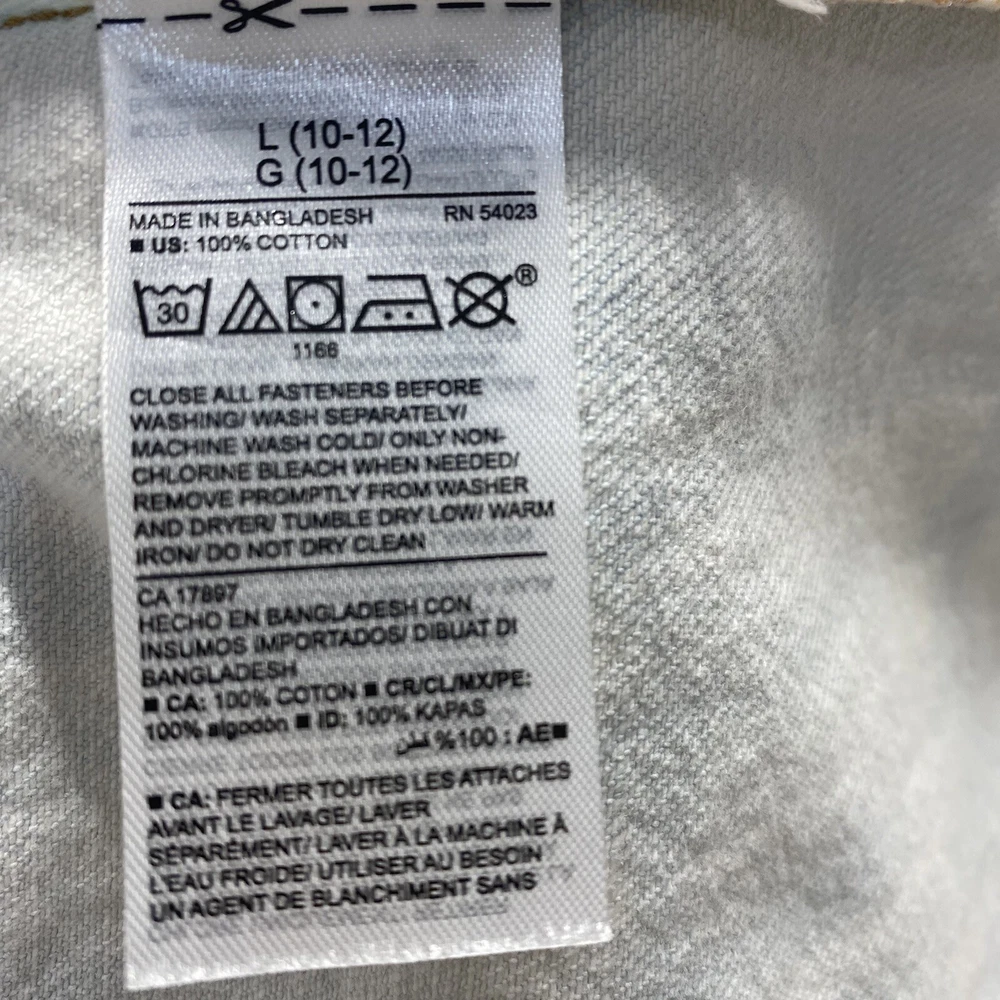 L (10-12)
G (10-12)
MADE IN BANGLADESH RN 54023
■ US: 100% COTTON
30 ®
1166
CLOSE ALL FASTENERS BEFORE
WASHING/ WASH SEPARATELY/
MACHINE WASH COLD/ ONLY NON-
CHLORINE BLEACH WHEN NEEDED/
REMOVE PROMPTLY FROM WASHER
AND DRYER/ TUMBLE DRY LOW/ WARM
IRON/ DO NOT DRY CLEAN
CA 17897
HECHO EN BANGLADESH CON
INSUMOS IMPORTADOS/ DIBUAT DI
BANGLADESH
■ CA: 100% COTON ■ CR/CL/MX/PE:
100% algodón ■ ID: 100% KAPAS
قطن %100 : AE■
■ CA: FERMER TOUTES LES ATTACHES
AVANT LE LAVAGE/ LAVER
SÉPARÉMENT/ LAVER À LA MACHINE À
L'EAU FROIDE/ UTILISER AU BESOIN
UN AGENT DE BLANCHIMENT SANS